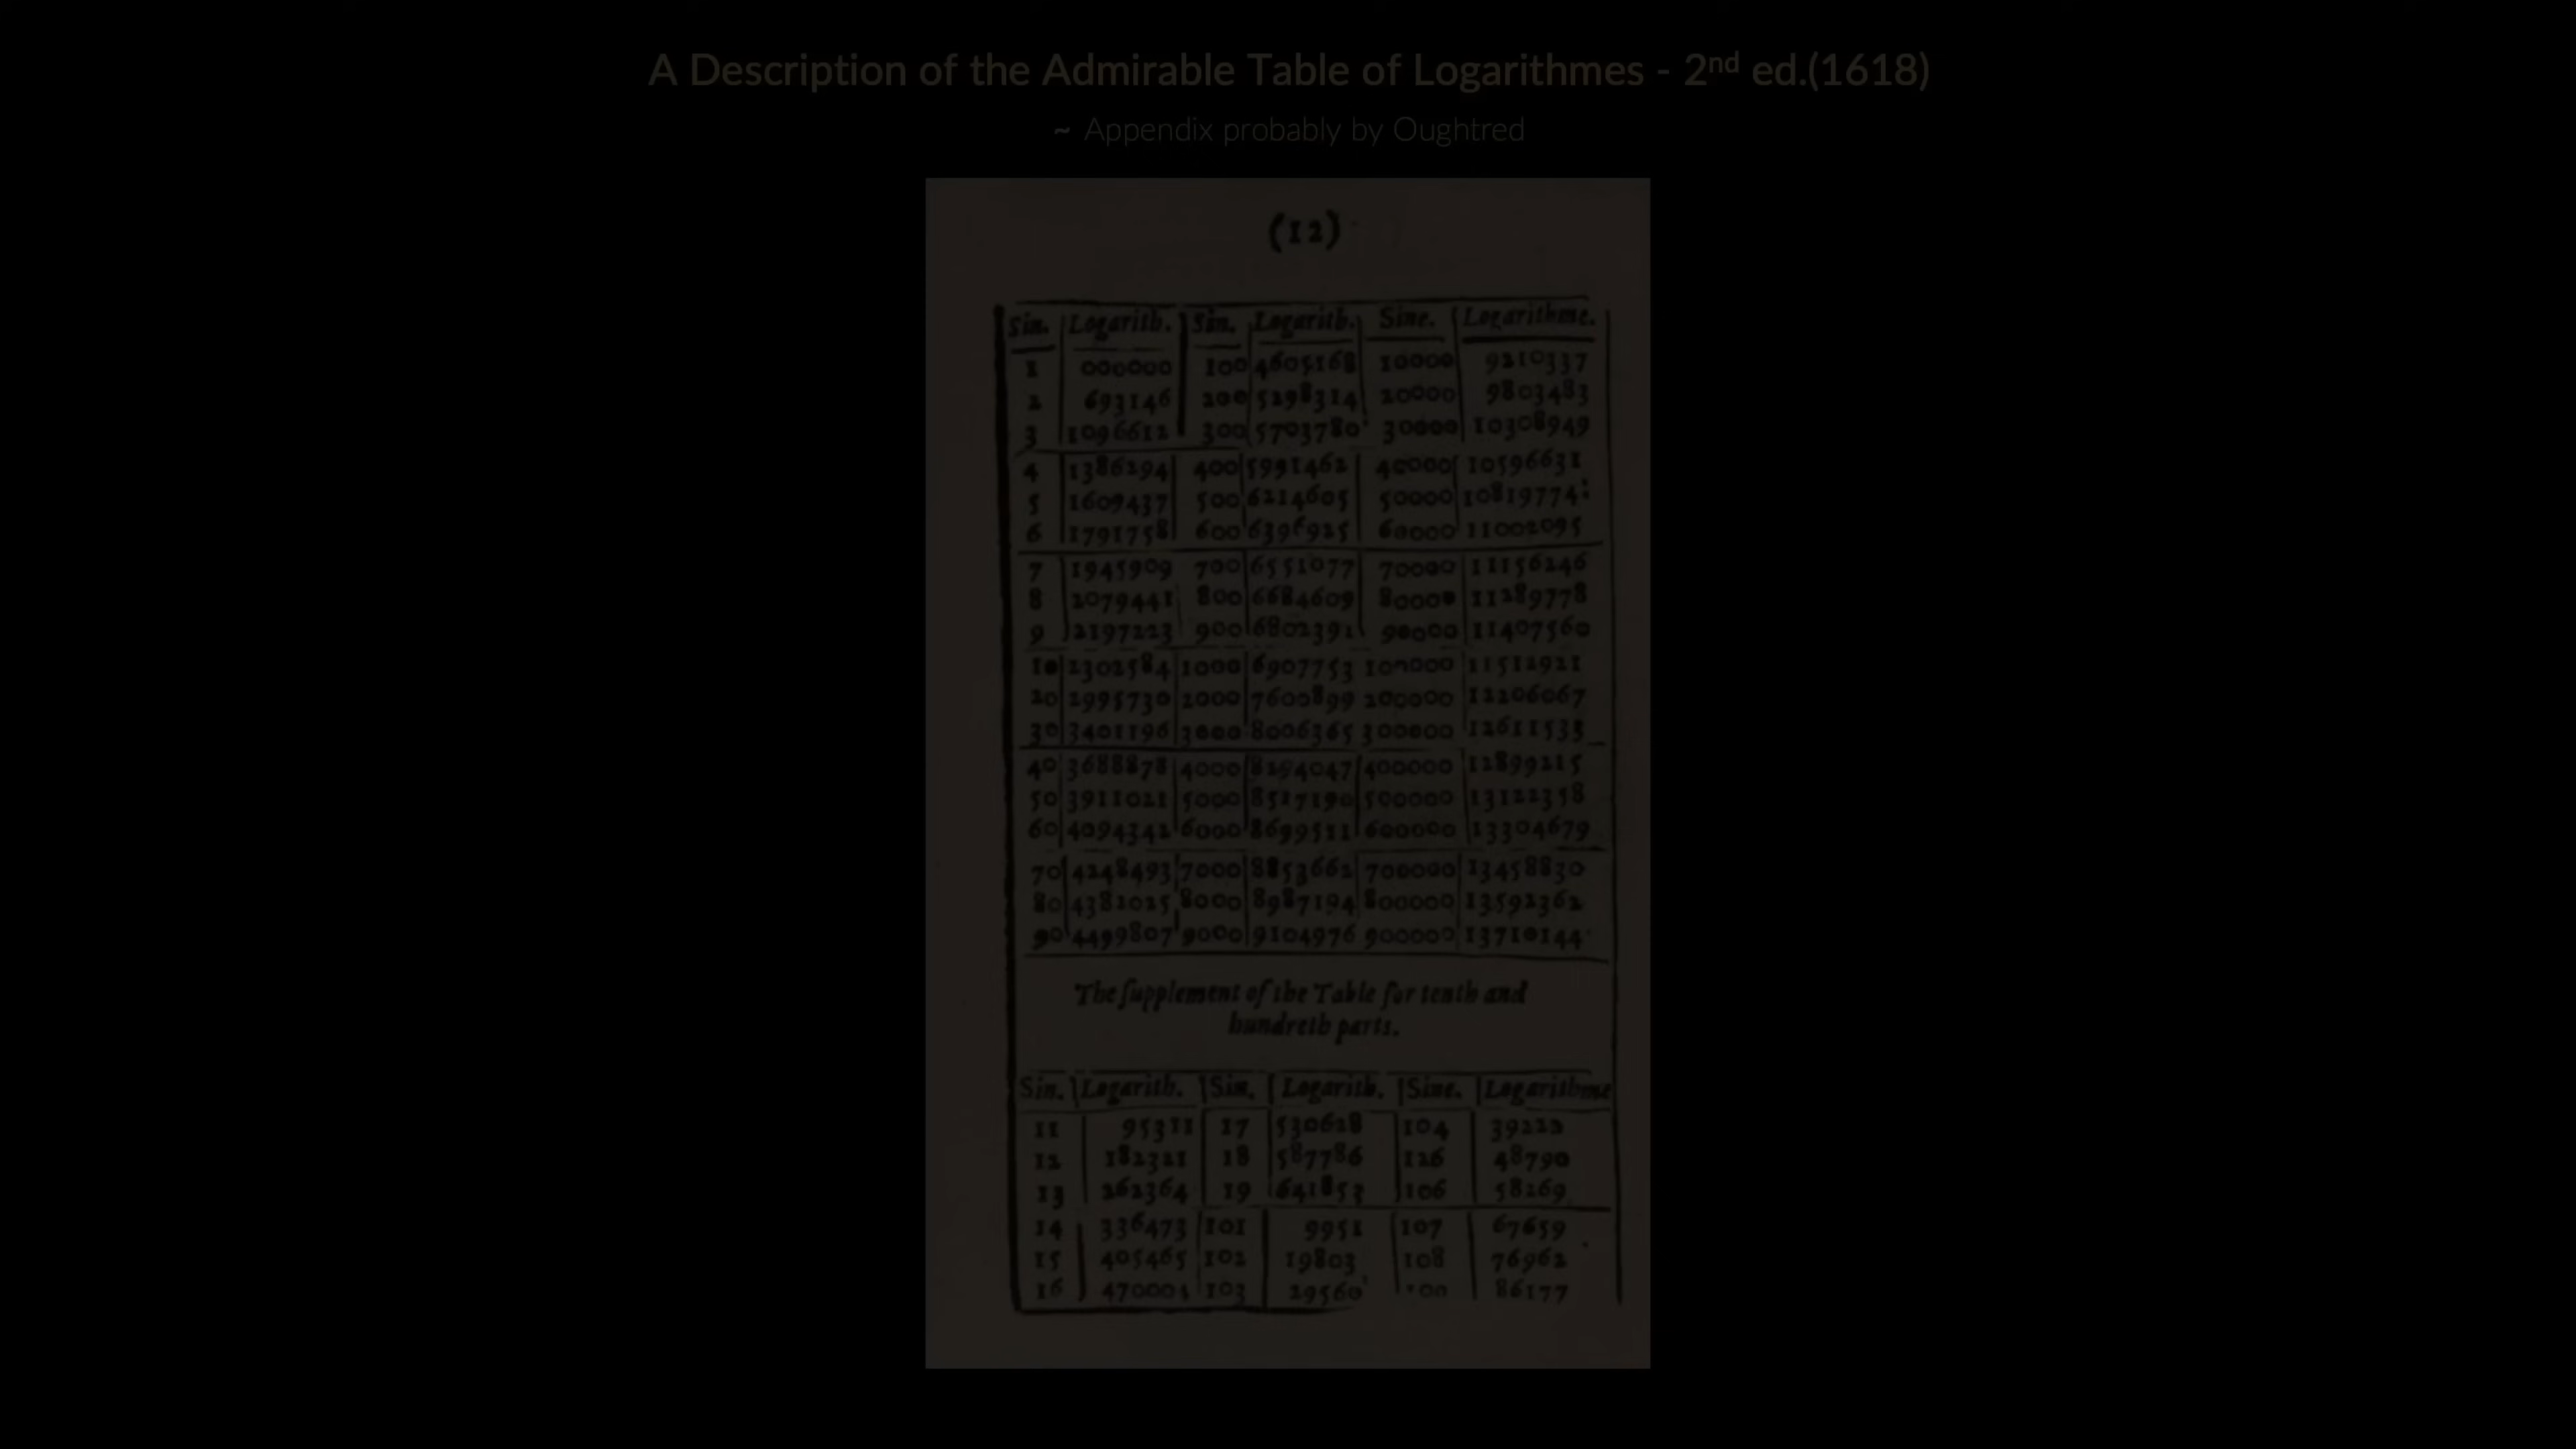 A Description of the Admirable Table of Logarithmes - 2nd ed.(1618)
~ Appendix probably by Oughtred
(12)
Sin. Logarith. Sin. Logarith. Sine. Logarithme.
1 000000 100 4605168 10000 9210337
2 693146 200 5298314 20000 9803483
3 1096612 300 5703780 30000 10308949
4 1386294 400 5991462 40000 10596631
5 1609437 500 6214605 50000 10819774
6 1791758 600 6396925 60000 11002095
7 1945909 700 6551077 70000 11156246
8 2079441 800 6684609 80000 11289778
9 2197223 900 6802391 90000 11407560
10 2302584 1000 6907753 100000 11512921
20 2995730 2000 7600899 200000 12206067
30 3401196 3000 8006365 300000 12611533
40 3688878 4000 8294047 400000 12899215
50 3911021 5000 8517190 500000 13122358
60 4094342 6000 8699511 600000 13304679
70 4248493 7000 8853662 700000 13458830
80 4382025 8000 8987194 800000 13592362
90 4499807 9000 9104976 900000 13710144
The supplement of the Table for tenth and
hundreth parts.
Sin. Logarith. Sin. Logarith. Sine. Logarithme
11 95311 17 530628 104 39222
12 182321 18 587786 126 48790
13 262364 19 641853 106 58269
14 336473 101 9951 107 67659
15 405465 102 19803 108 76962
16 470004 103 29560 86177